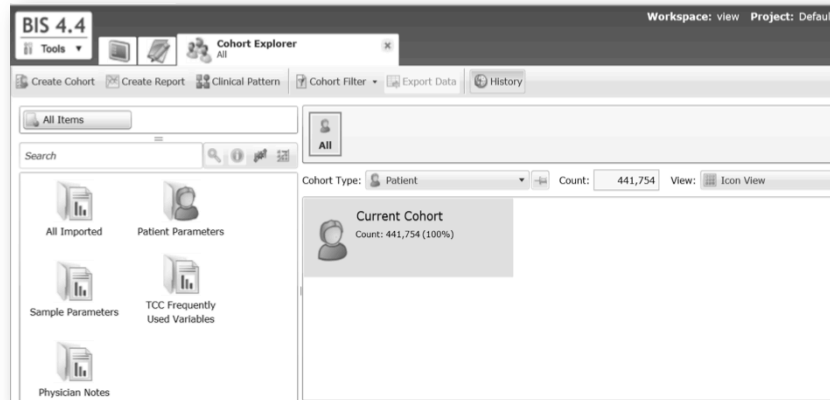 BIS 4.4
Tools
Cohort Explorer
All
Workspace: view Project: Defaul
Create Cohort Create Report Clinical Pattern Cohort Filter Export Data History
All Items
Search
All Imported
Patient Parameters
Sample Parameters
TCC Frequently
Used Variables
Physician Notes
All
Cohort Type: Patient Count: 441,754 View: Icon View
Current Cohort
Count: 441,754 (100%)